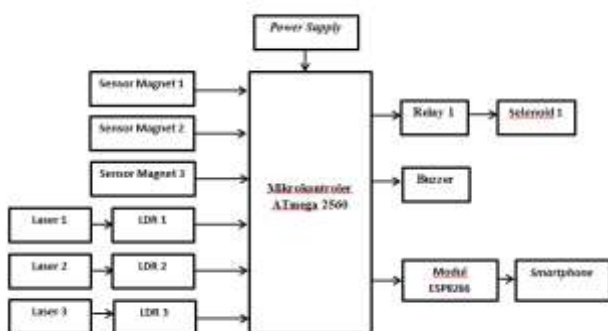 Power Supply
Sensor Magnet 1
Sensor Magnet 2
Sensor Magnet 3
Laser 1
LDR 1
Laser 2
LDR 2
Laser 3
LDR 3
Mikrokontroler
ATmega 2560
Relay 1
Selenoid 1
Buzzer
Modul
ESP8266
Smartphone